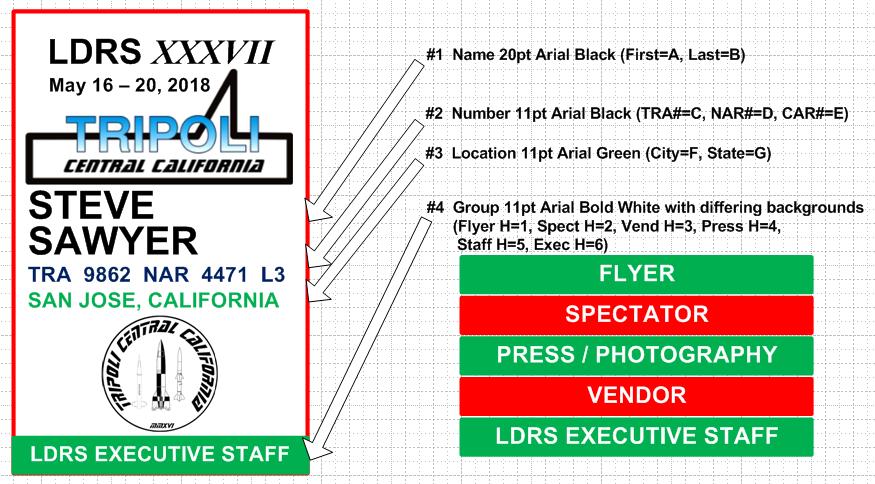 LDRS XXXVII
May 16 – 20, 2018
TRIPOLI
CENTRAL CALIFORNIA
STEVE
SAWYER
TRA 9862 NAR 4471 L3
SAN JOSE, CALIFORNIA
TRIPOLI CENTRAL CALIFORNIA
MMXVI
LDRS EXECUTIVE STAFF
#1 Name 20pt Arial Black (First=A, Last=B)
#2 Number 11pt Arial Black (TRA#=C, NAR#=D, CAR#=E)
#3 Location 11pt Arial Green (City=F, State=G)
#4 Group 11pt Arial Bold White with differing backgrounds
(Flyer H=1, Spect H=2, Vend H=3, Press H=4,
Staff H=5, Exec H=6)
FLYER
SPECTATOR
PRESS / PHOTOGRAPHY
VENDOR
LDRS EXECUTIVE STAFF